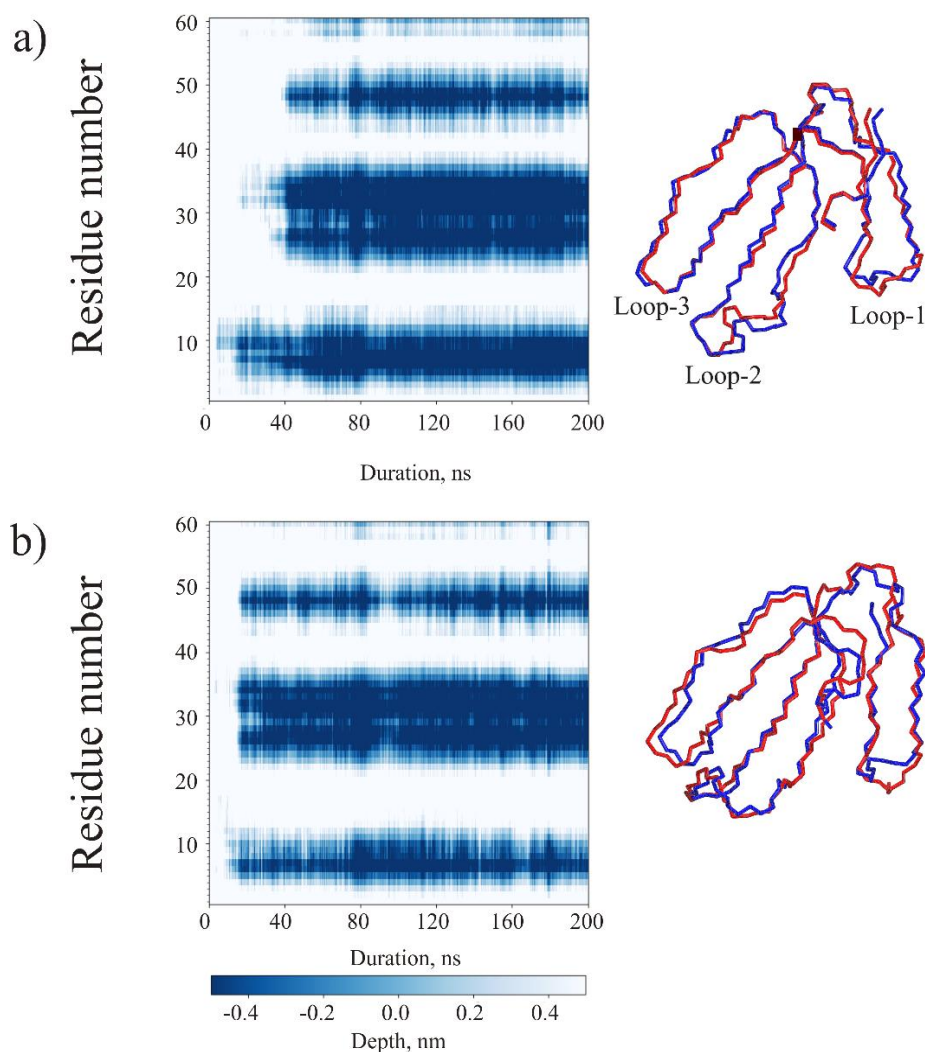 a)
Residue number
60
50
40
30
20
10
0 40 80 120 160 200
Duration, ns
Loop-3
Loop-1
Loop-2
b)
Residue number
60
50
40
30
20
10
0 40 80 120 160 200
Duration, ns
-0.4 -0.2 0.0 0.2 0.4
Depth, nm